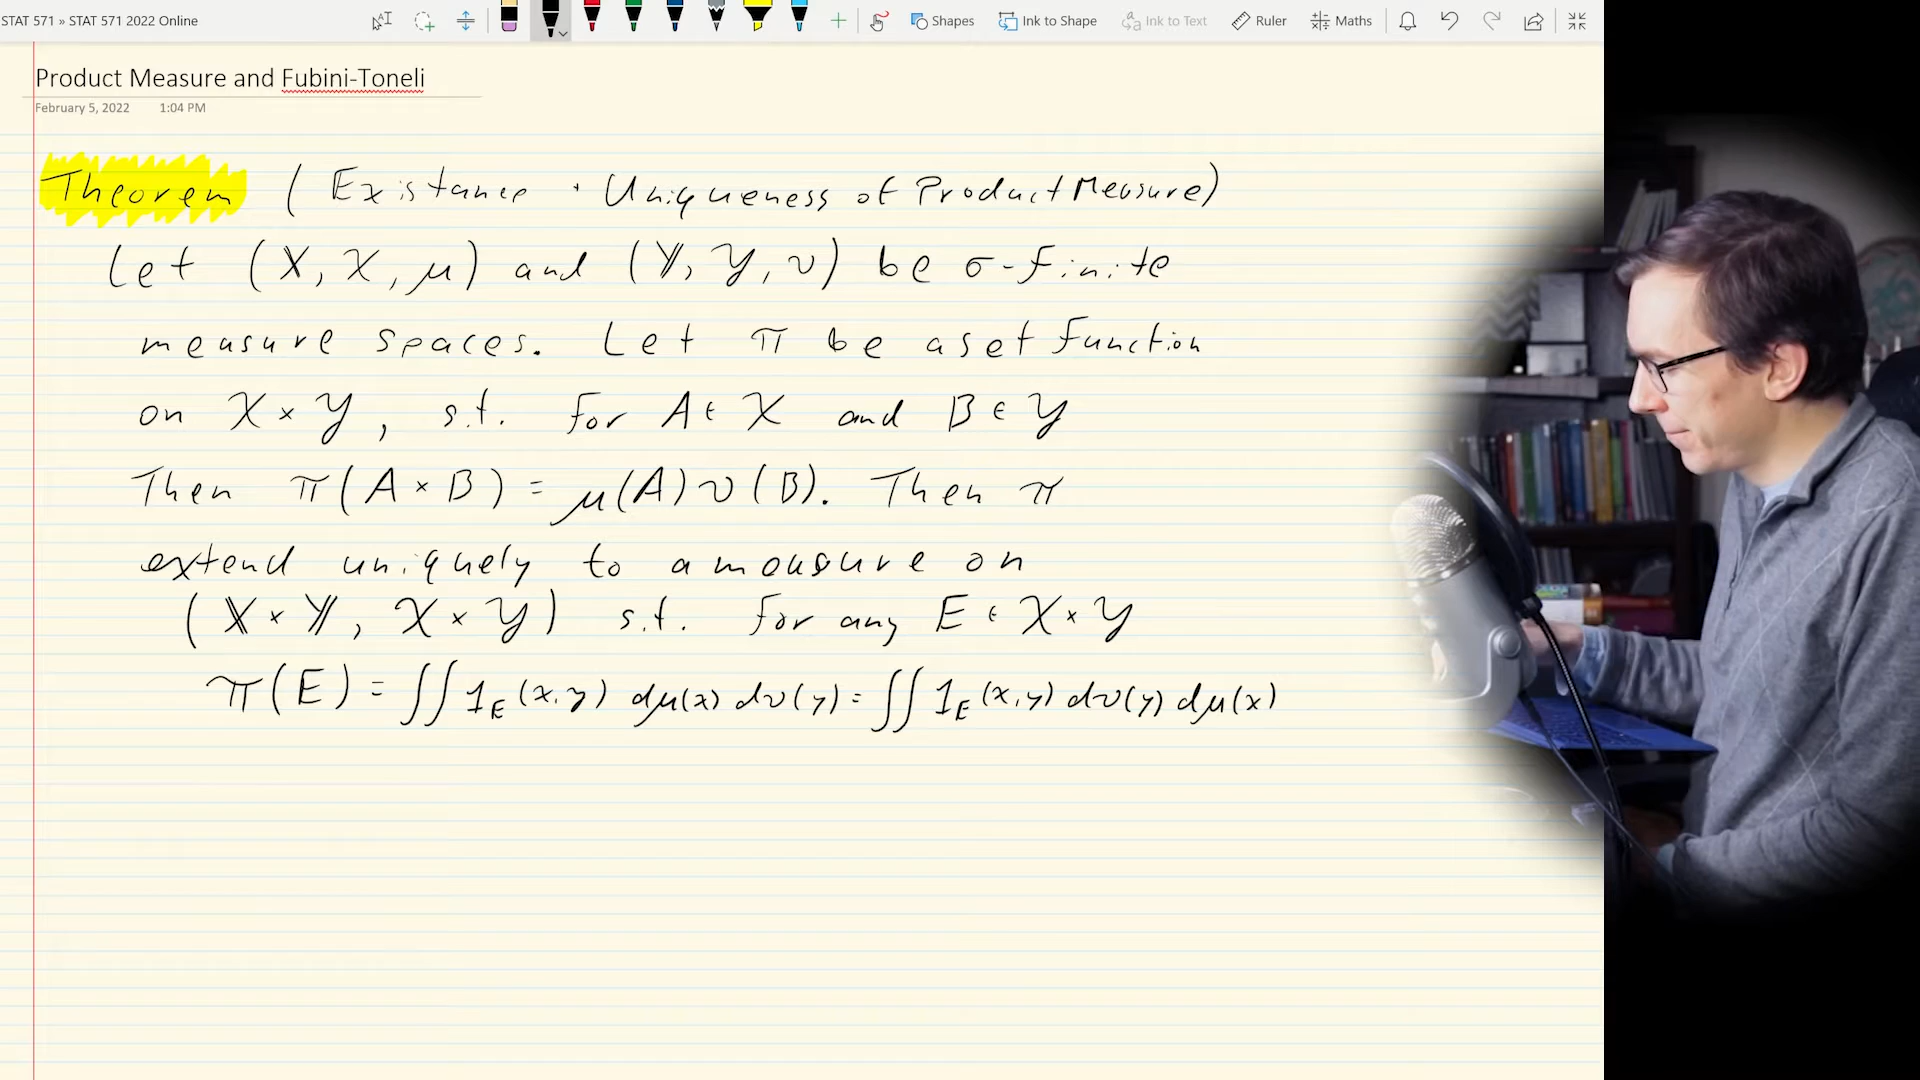 STAT 571 » STAT 571 2022 Online
Shapes Ink to Shape Ink to Text Ruler Maths
Product Measure and Fubini-Toneli
February 5, 2022 1:04 PM
Theorem (Existance + Uniqueness of Product Measure)
Let (𝕏, 𝒳, μ) and (𝕐, 𝒴, ν) be σ-finite
measure spaces. Let π be a set function
on 𝒳 × 𝒴, s.t. for A ∈ 𝒳 and B ∈ 𝒴
Then π(A × B) = μ(A) ν(B). Then π
extend uniquely to a measure on
(𝕏 × 𝕐, 𝒳 × 𝒴) s.t. for any E ∈ 𝒳 × 𝒴
π(E) = ∫∫ 1_E (x,y) dμ(x) dν(y) = ∫∫ 1_E (x,y) dν(y) dμ(x)